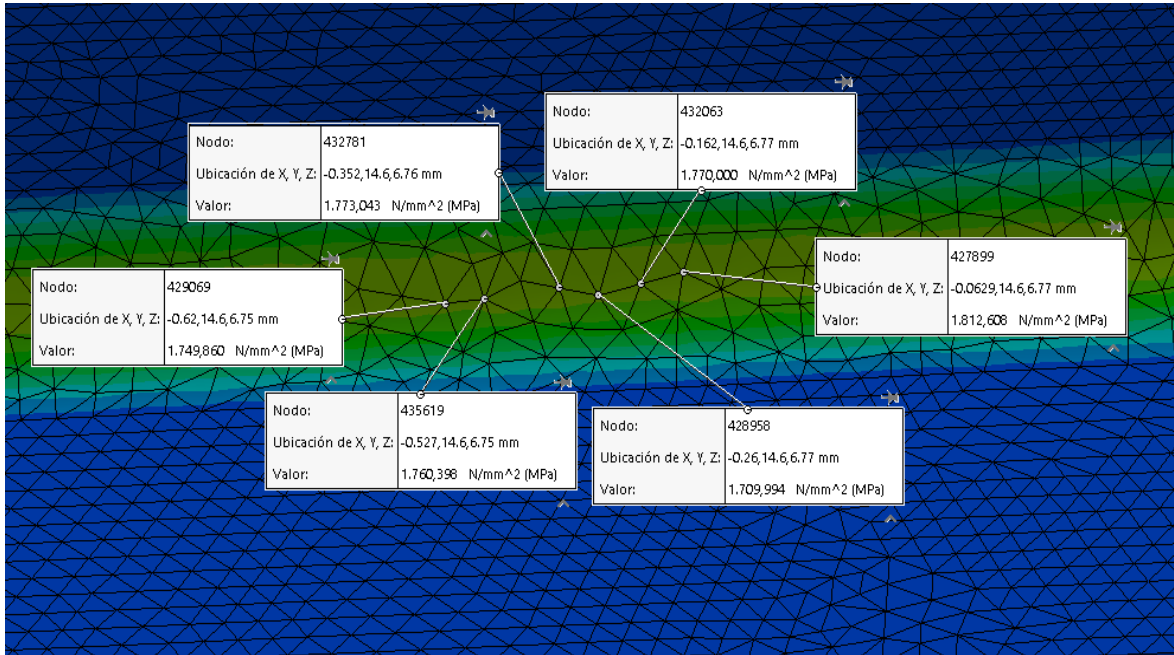 Nodo: 432063
Ubicación de X, Y, Z: -0.162,14.6,6.77 mm
Valor: 1.770,000 N/mm^2 (MPa)
Nodo: 432781
Ubicación de X, Y, Z: -0.352,14.6,6.76 mm
Valor: 1.773,043 N/mm^2 (MPa)
Nodo: 427899
Ubicación de X, Y, Z: -0.0629,14.6,6.77 mm
Valor: 1.812,608 N/mm^2 (MPa)
Nodo: 429069
Ubicación de X, Y, Z: -0.62,14.6,6.75 mm
Valor: 1.749,860 N/mm^2 (MPa)
Nodo: 435619
Ubicación de X, Y, Z: -0.527,14.6,6.75 mm
Valor: 1.760,398 N/mm^2 (MPa)
Nodo: 428958
Ubicación de X, Y, Z: -0.26,14.6,6.77 mm
Valor: 1.709,994 N/mm^2 (MPa)